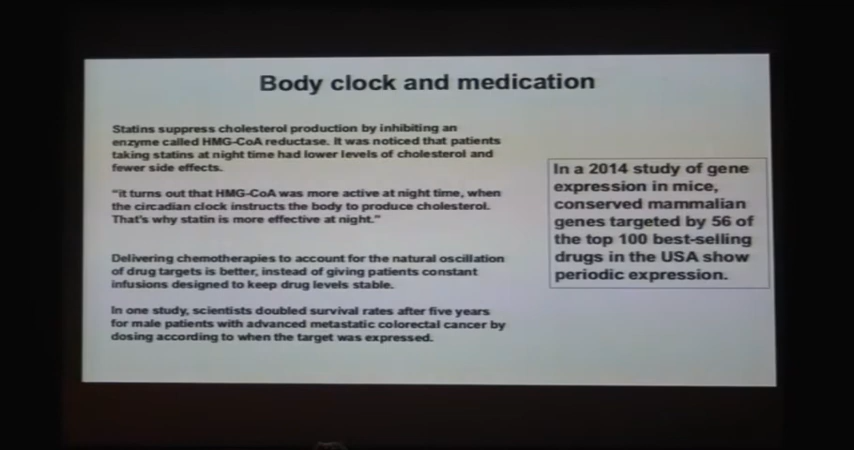 Body clock and medication
Statins suppress cholesterol production by inhibiting an
enzyme called HMG-CoA reductase. It was noticed that patients
taking statins at night time had lower levels of cholesterol and
fewer side effects.
"it turns out that HMG-CoA was more active at night time, when
the circadian clock instructs the body to produce cholesterol.
That's why statin is more effective at night."
Delivering chemotherapies to account for the natural oscillation
of drug targets is better, instead of giving patients constant
infusions designed to keep drug levels stable.
In one study, scientists doubled survival rates after five years
for male patients with advanced metastatic colorectal cancer by
dosing according to when the target was expressed.
In a 2014 study of gene
expression in mice,
conserved mammalian
genes targeted by 56 of
the top 100 best-selling
drugs in the USA show
periodic expression.